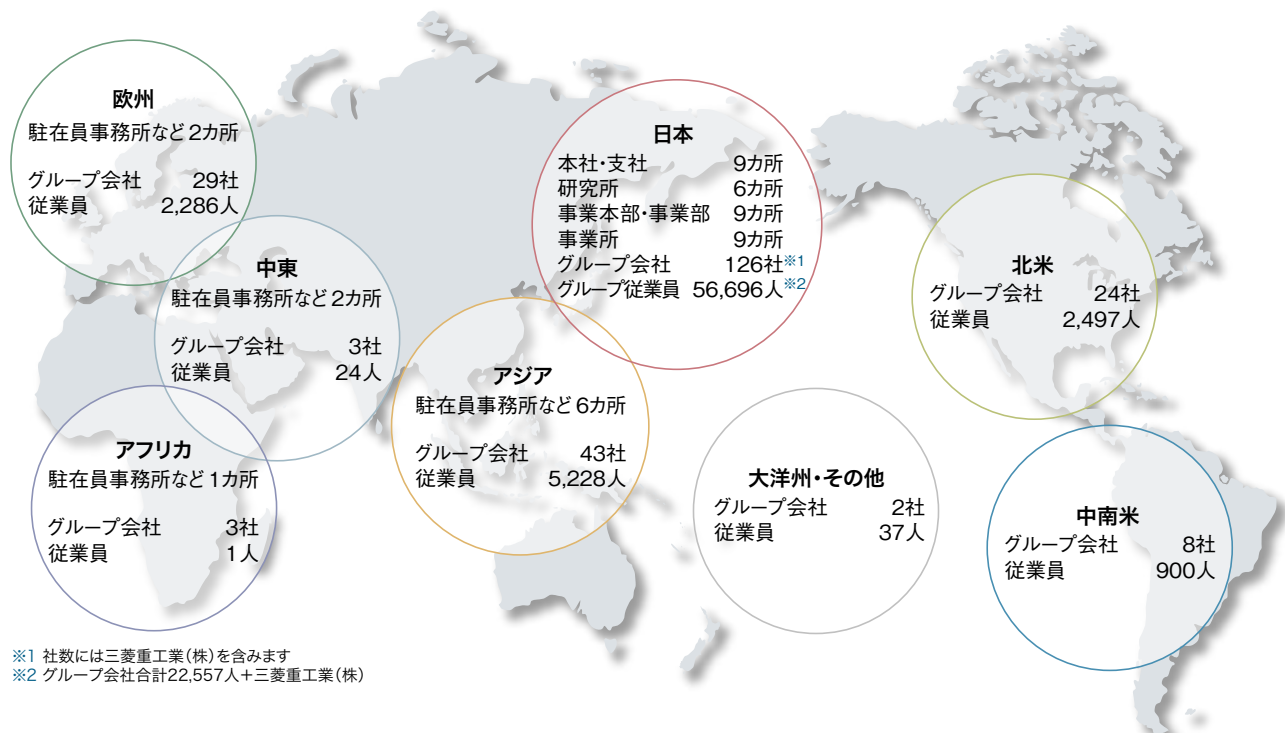 欧州
駐在員事務所など2カ所
グループ会社 29社
従業員 2,286人
中東
駐在員事務所など2カ所
グループ会社 3社
従業員 24人
アフリカ
駐在員事務所など1カ所
グループ会社 3社
従業員 1人
日本
本社・支社 9カ所
研究所 6カ所
事業本部・事業部 9カ所
事業所 9カ所
グループ会社 126社※1
グループ従業員 56,696人※2
アジア
駐在員事務所など6カ所
グループ会社 43社
従業員 5,228人
大洋州・その他
グループ会社 2社
従業員 37人
北米
グループ会社 24社
従業員 2,497人
中南米
グループ会社 8社
従業員 900人
※1 社数には三菱重工業(株)を含みます
※2 グループ会社合計22,557人+三菱重工業(株)